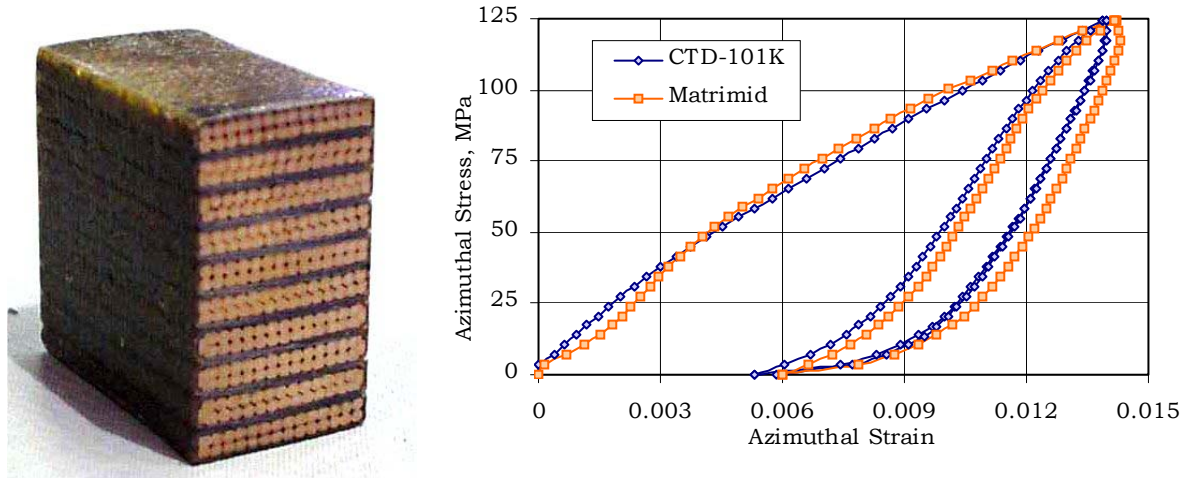 125
100
75
50
25
0
Azimuthal Stress, MPa
CTD-101K
Matrimid
0 0.003 0.006 0.009 0.012 0.015
Azimuthal Strain